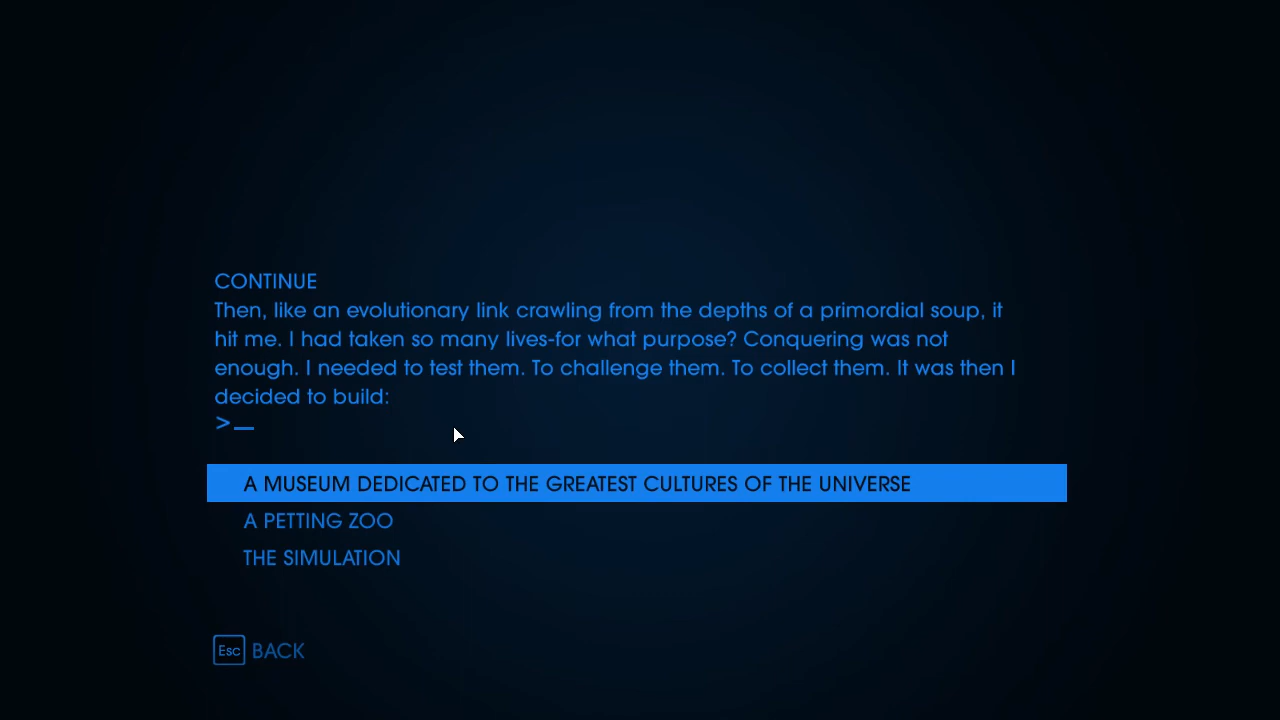 CONTINUE
Then, like an evolutionary link crawling from the depths of a primordial soup, it
hit me. I had taken so many lives-for what purpose? Conquering was not
enough. I needed to test them. To challenge them. To collect them. It was then I
decided to build:
>_
A MUSEUM DEDICATED TO THE GREATEST CULTURES OF THE UNIVERSE
A PETTING ZOO
THE SIMULATION
Esc BACK